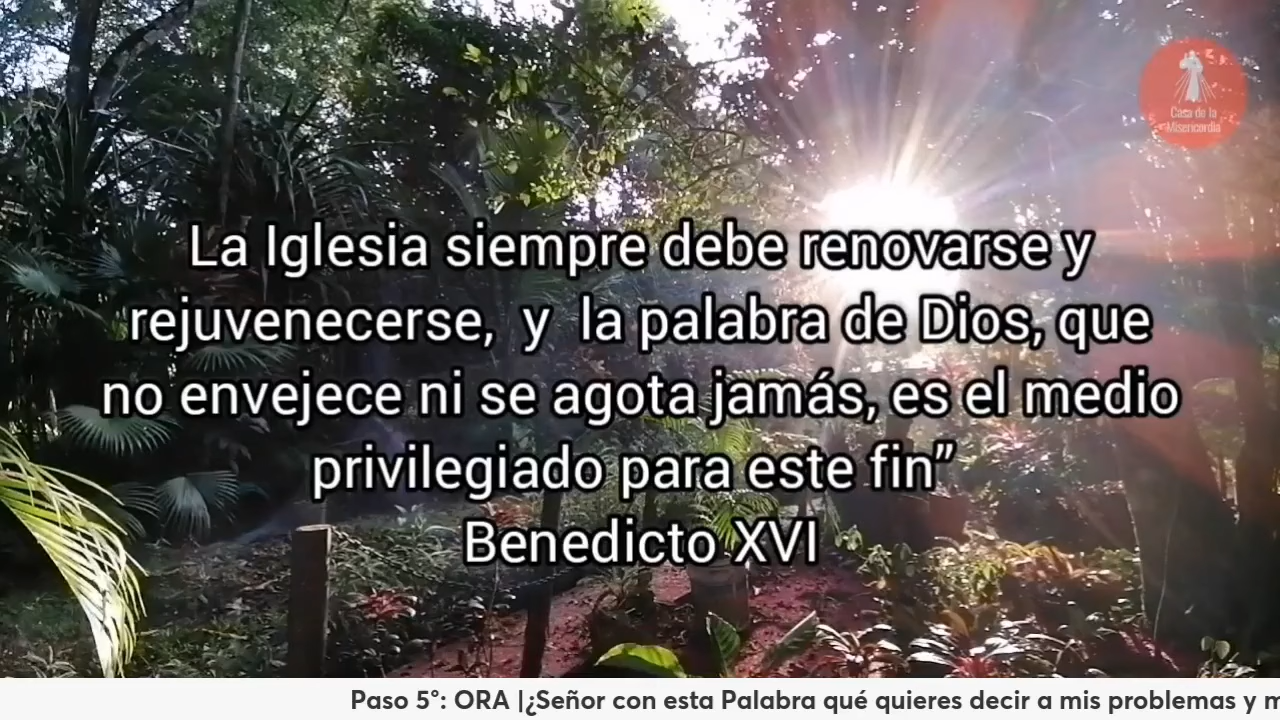 Casa de la
Misericordia
La Iglesia siempre debe renovarse y
rejuvenecerse, y la palabra de Dios, que
no envejece ni se agota jamás, es el medio
privilegiado para este fin”
Benedicto XVI
Paso 5°: ORA |¿Señor con esta Palabra qué quieres decir a mis problemas y m